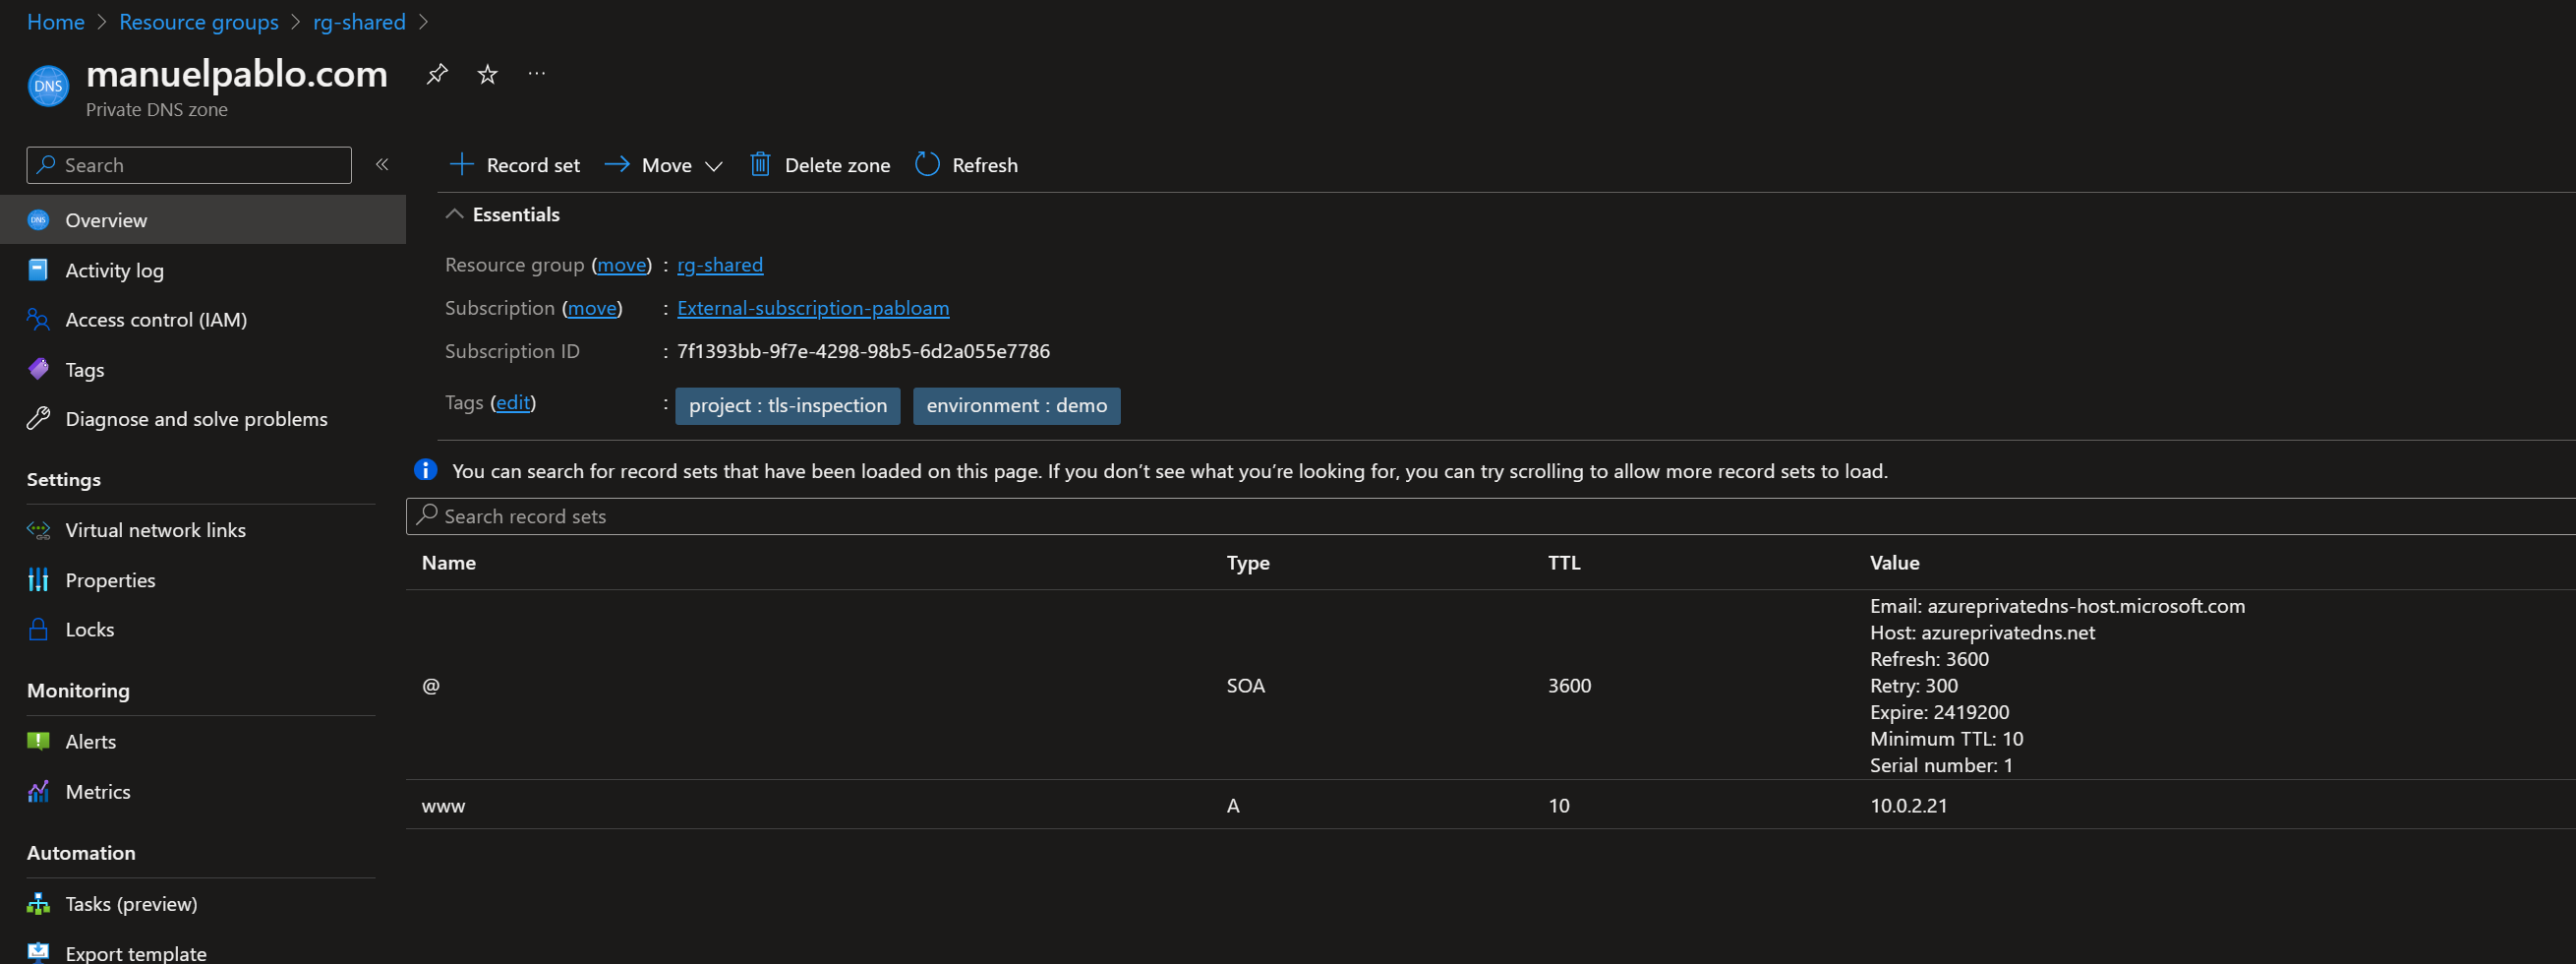 Home > Resource groups > rg-shared >
DNS
manuelpablo.com
Private DNS zone
Search
Record set Move Delete zone Refresh
Overview
Activity log
Access control (IAM)
Tags
Diagnose and solve problems
Settings
Virtual network links
Properties
Locks
Monitoring
Alerts
Metrics
Automation
Tasks (preview)
Export template
Essentials
Resource group (move) : rg-shared
Subscription (move) : External-subscription-pabloam
Subscription ID : 7f1393bb-9f7e-4298-98b5-6d2a055e7786
Tags (edit) : project : tls-inspection environment : demo
You can search for record sets that have been loaded on this page. If you don’t see what you’re looking for, you can try scrolling to allow more record sets to load.
Search record sets
Name Type TTL Value
@ SOA 3600
Email: azureprivatedns-host.microsoft.com
Host: azureprivatedns.net
Refresh: 3600
Retry: 300
Expire: 2419200
Minimum TTL: 10
Serial number: 1
www A 10 10.0.2.21